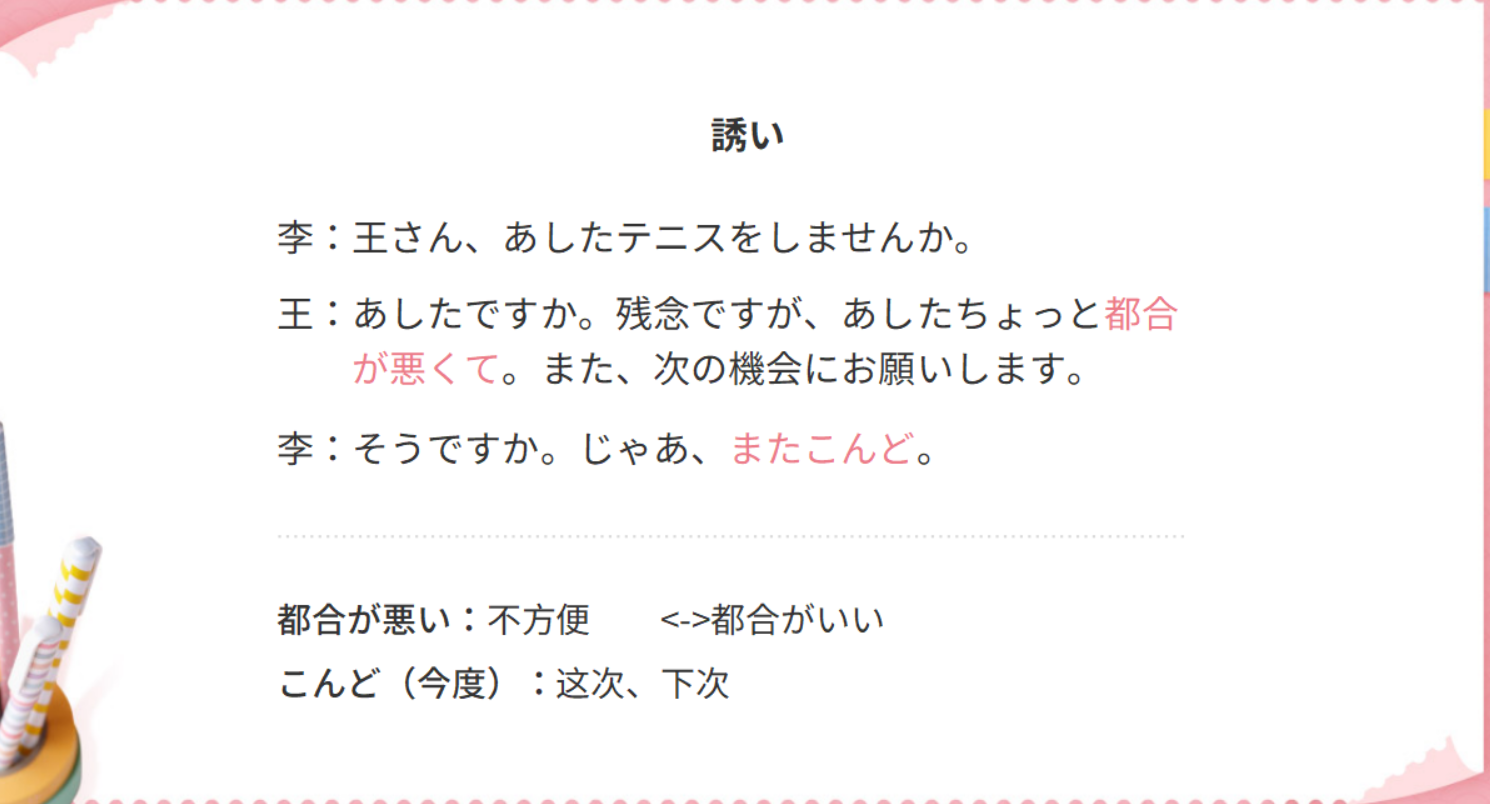 誘い
李：王さん、あしたテニスをしませんか。
王：あしたですか。残念ですが、あしたちょっと都合
が悪くて。また、次の機会にお願いします。
李：そうですか。じゃあ、またこんど。
都合が悪い：不方便　　<->都合がいい
こんど（今度）：这次、下次